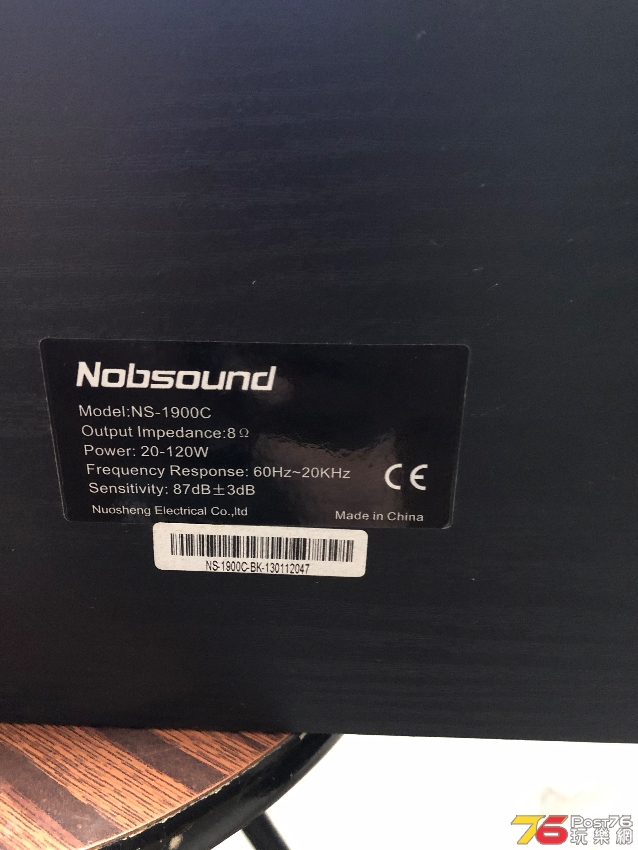 Nobsound
Model:NS-1900C
Output Impedance:8Ω
Power: 20-120W
Frequency Response: 60Hz~20KHz
Sensitivity: 87dB±3dB
CE
Nuosheng Electrical Co.,ltd
Made in China
NS-1900C-BK-130112047
76 Post76
玩樂網